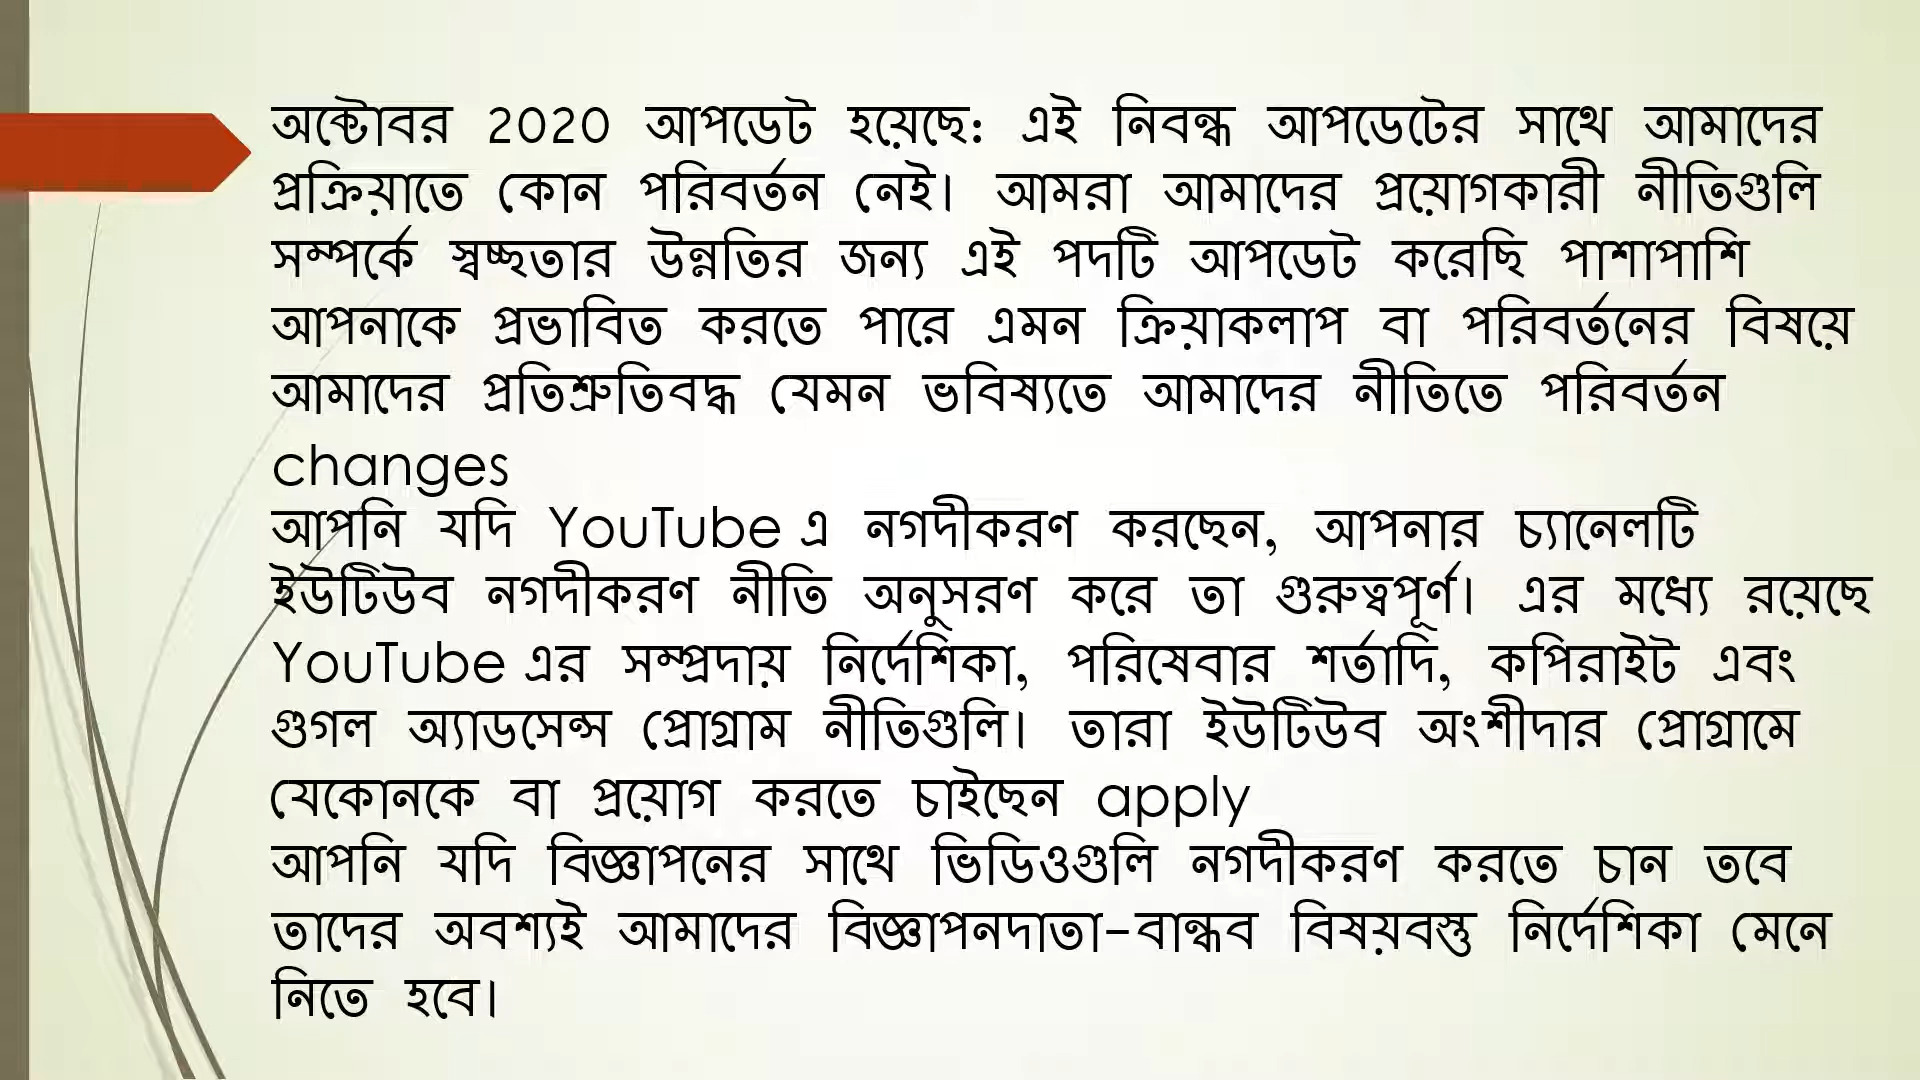 অক্টোবর 2020 আপডেট হয়েছে: এই নিবন্ধ আপডেটের সাথে আমাদের
প্রক্রিয়াতে কোন পরিবর্তন নেই। আমরা আমাদের প্রয়োগকারী নীতিগুলি
সম্পর্কে স্বচ্ছতার উন্নতির জন্য এই পদটি আপডেট করেছি পাশাপাশি
আপনাকে প্রভাবিত করতে পারে এমন ক্রিয়াকলাপ বা পরিবর্তনের বিষয়ে
আমাদের প্রতিশ্রুতিবদ্ধ যেমন ভবিষ্যতে আমাদের নীতিতে পরিবর্তন
changes
আপনি যদি YouTube এ নগদীকরণ করছেন, আপনার চ্যানেলটি
ইউটিউব নগদীকরণ নীতি অনুসরণ করে তা গুরুত্বপূর্ণ। এর মধ্যে রয়েছে
YouTube এর সম্প্রদায় নির্দেশিকা, পরিষেবার শর্তাদি, কপিরাইট এবং
গুগল অ্যাডসেন্স প্রোগ্রাম নীতিগুলি। তারা ইউটিউব অংশীদার প্রোগ্রামে
যেকোনকে বা প্রয়োগ করতে চাইছেন apply
আপনি যদি বিজ্ঞাপনের সাথে ভিডিওগুলি নগদীকরণ করতে চান তবে
তাদের অবশ্যই আমাদের বিজ্ঞাপনদাতা-বান্ধব বিষয়বস্তু নির্দেশিকা মেনে
নিতে হবে।